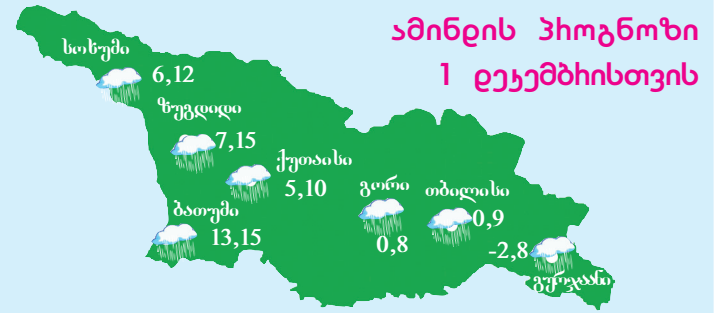 ამინდის პროგნოზი
1 დეკემბრისთვის
სოხუმი
6,12
ზუგდიდი
7,15
ქუთაისი
5,10
ბათუმი
13,15
გორი
0,8
თბილისი
0,9
-2,8
გურჯაანი